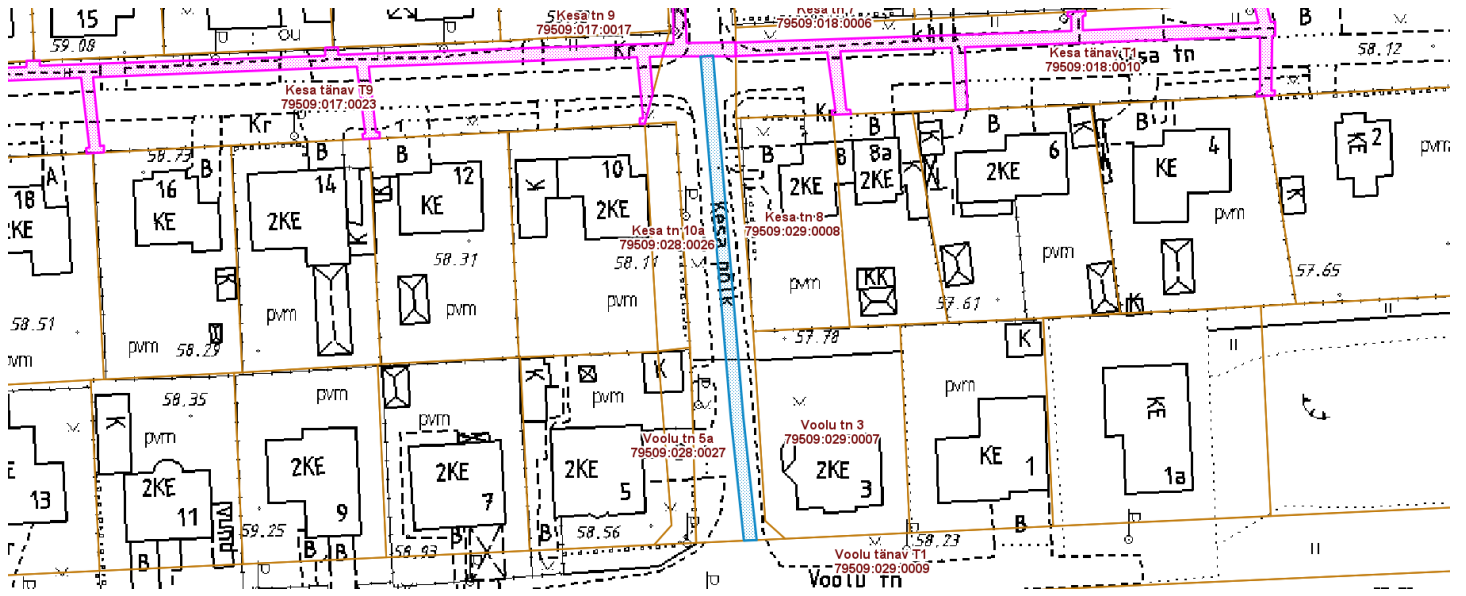 15
59.08
Kesa tn 9
79509:017:0017
Kesa tn 7
79509:018:0006
B
58.12
Kr
Kesa tänav T1
79509:018:0010
Kesa tänav T9
79509:017:0023
Kr
Kr
B
B
B
K
K
58.73
B
B
B
A
18
16
KE
14
2KE
12
KE
K
K
10
2KE
K
B
2KE
B
8a
2KE
K
6
2KE
4
KE
KE
2
pvm
K
Kesa tn 10a
79509:028:0026
Kesa põik
Kesa tn 8
79509:029:0008
pvm
58.31
58.11
pvm
pvm
57.65
K
KK
57.61
K
pvm
pvm
pvm
pvm
58.51
pvm
58.29
57.70
K
58.35
pvm
K
pvm
pvm
K
pvm
K
pvm
Voolu tn 5a
79509:028:0027
Voolu tn 3
79509:029:0007
2KE
3
KE
1
KE
1a
13
2KE
11
2KE
9
2KE
7
2KE
5
59.25
58.93
58.56
58.23
B
B
B
B
B
B
Voolu tänav T1
79509:029:0009
Voolu tn